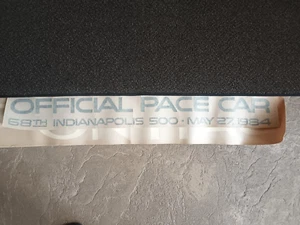 OFFICIAL PACE CAR
68TH INDIANAPOLIS 500 • MAY 27, 1984